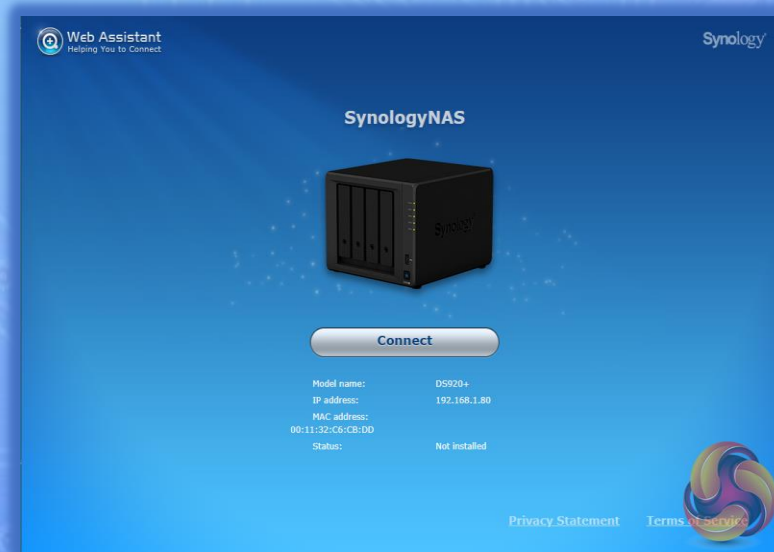 Web Assistant
Helping You to Connect
Synology
SynologyNAS
Synology
Connect
Model name: DS920+
IP address: 192.168.1.80
MAC address:
00:11:32:C6:CB:DD
Status: Not installed
Privacy Statement Terms of Service